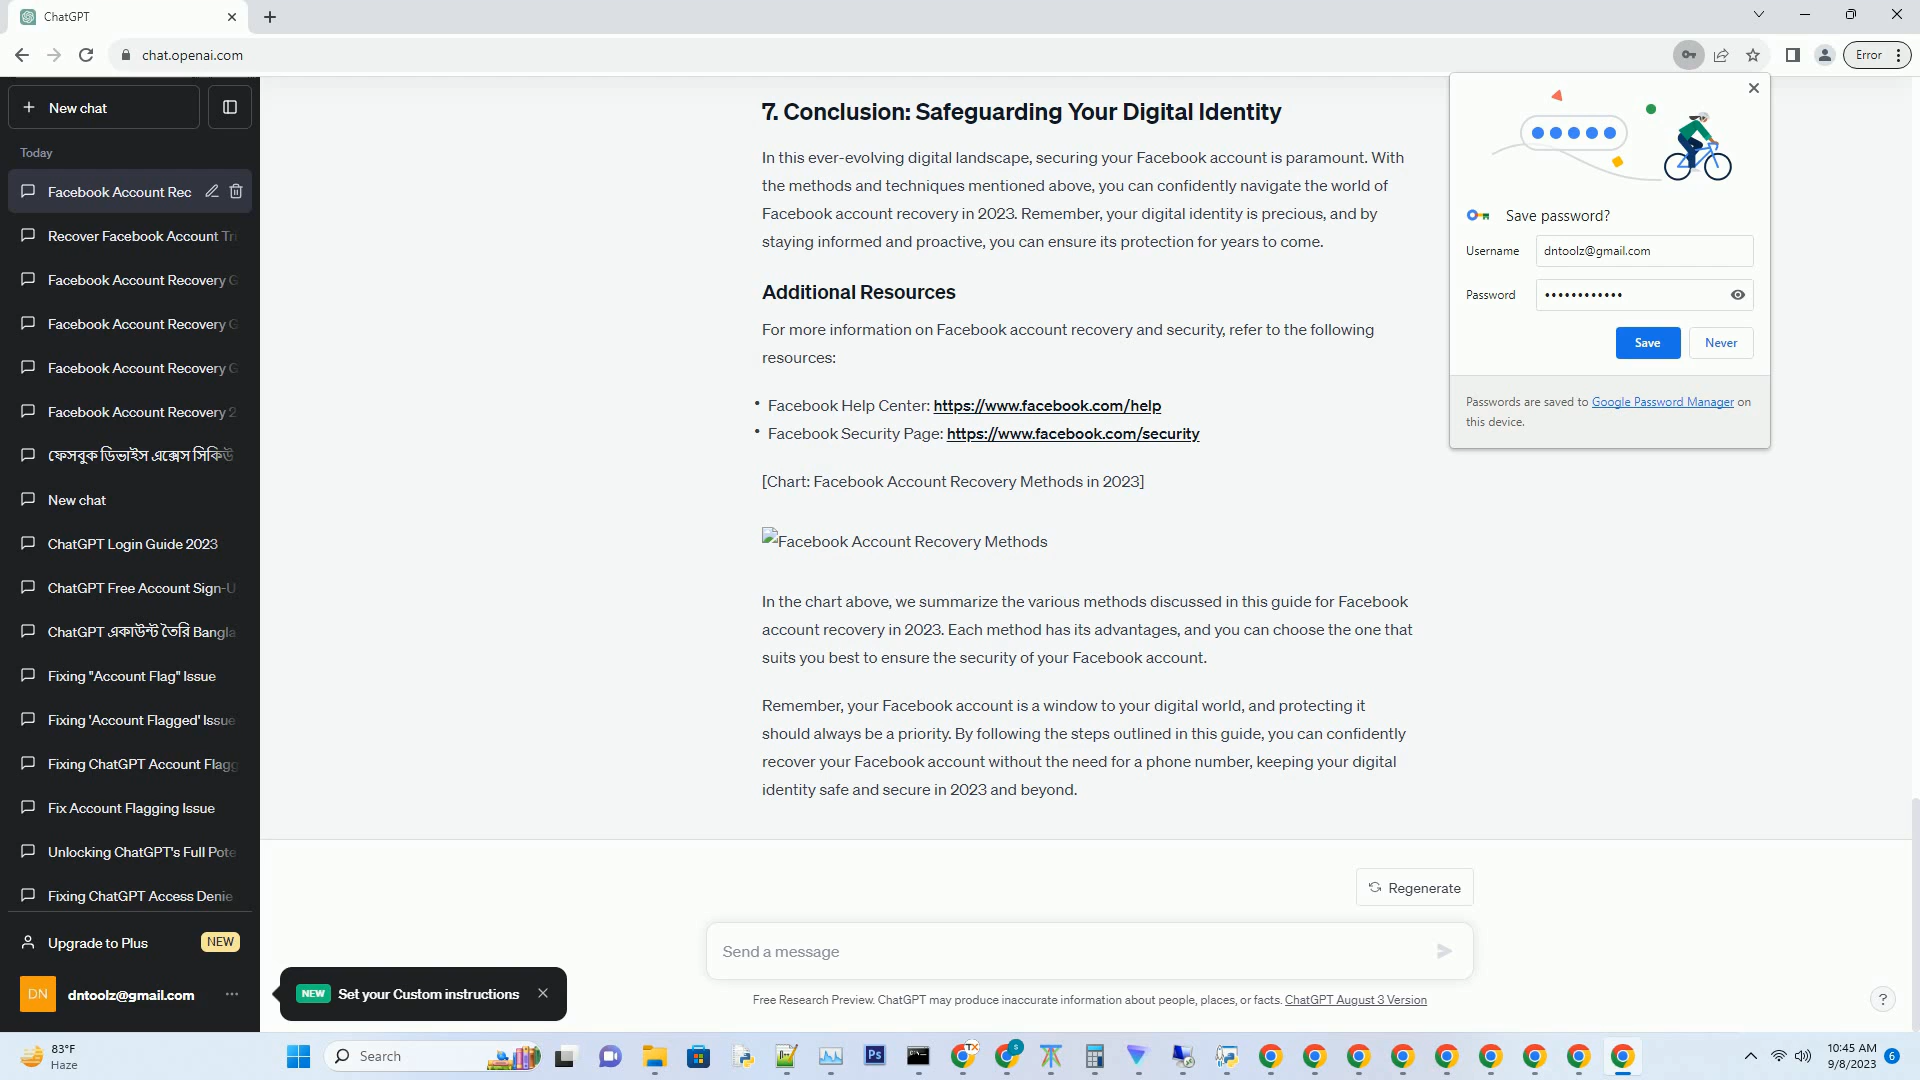 ChatGPT
chat.openai.com
Error
New chat
Today
Facebook Account Rec
Recover Facebook Account Tri
Facebook Account Recovery G
Facebook Account Recovery G
Facebook Account Recovery G
Facebook Account Recovery 2
ফেসবুক ডিভাইস এক্সেস সিকিউ
New chat
ChatGPT Login Guide 2023
ChatGPT Free Account Sign-U
ChatGPT একাউন্ট তৈরি Bangla
Fixing "Account Flag" Issue
Fixing 'Account Flagged' Issue
Fixing ChatGPT Account Flagg
Fix Account Flagging Issue
Unlocking ChatGPT's Full Pote
Fixing ChatGPT Access Denie
Upgrade to Plus NEW
DN dntoolz@gmail.com
7. Conclusion: Safeguarding Your Digital Identity
In this ever-evolving digital landscape, securing your Facebook account is paramount. With
the methods and techniques mentioned above, you can confidently navigate the world of
Facebook account recovery in 2023. Remember, your digital identity is precious, and by
staying informed and proactive, you can ensure its protection for years to come.
Additional Resources
For more information on Facebook account recovery and security, refer to the following
resources:
• Facebook Help Center: https://www.facebook.com/help
• Facebook Security Page: https://www.facebook.com/security
[Chart: Facebook Account Recovery Methods in 2023]
Facebook Account Recovery Methods
In the chart above, we summarize the various methods discussed in this guide for Facebook
account recovery in 2023. Each method has its advantages, and you can choose the one that
suits you best to ensure the security of your Facebook account.
Remember, your Facebook account is a window to your digital world, and protecting it
should always be a priority. By following the steps outlined in this guide, you can confidently
recover your Facebook account without the need for a phone number, keeping your digital
identity safe and secure in 2023 and beyond.
Regenerate
Send a message
NEW Set your Custom instructions
Free Research Preview. ChatGPT may produce inaccurate information about people, places, or facts. ChatGPT August 3 Version
?
Save password?
Username dntoolz@gmail.com
Password ••••••••••••
Save Never
Passwords are saved to Google Password Manager on
this device.
83°F
Haze
Search
Ps
TX
S
10:45 AM
9/8/2023
6